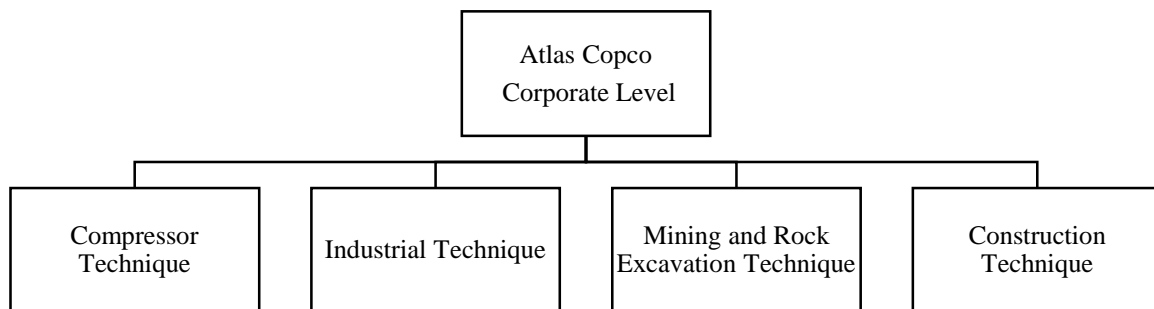 Atlas Copco
Corporate Level
Compressor
Technique
Industrial Technique
Mining and Rock
Excavation Technique
Construction
Technique